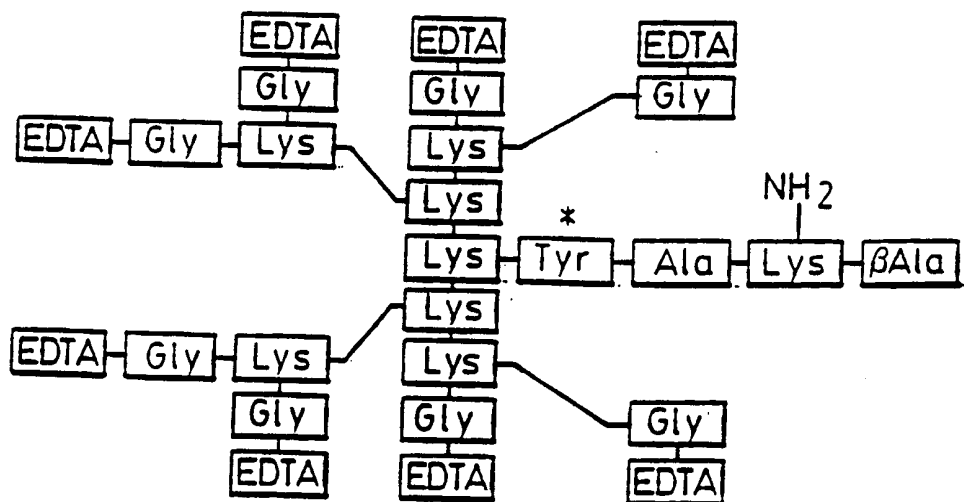 EDTA EDTA EDTA
Gly Gly Gly
EDTA Gly Lys Lys
Lys NH2
*
Lys Tyr Ala Lys βAla
Lys
EDTA Gly Lys Lys
Gly Gly Gly
EDTA EDTA EDTA